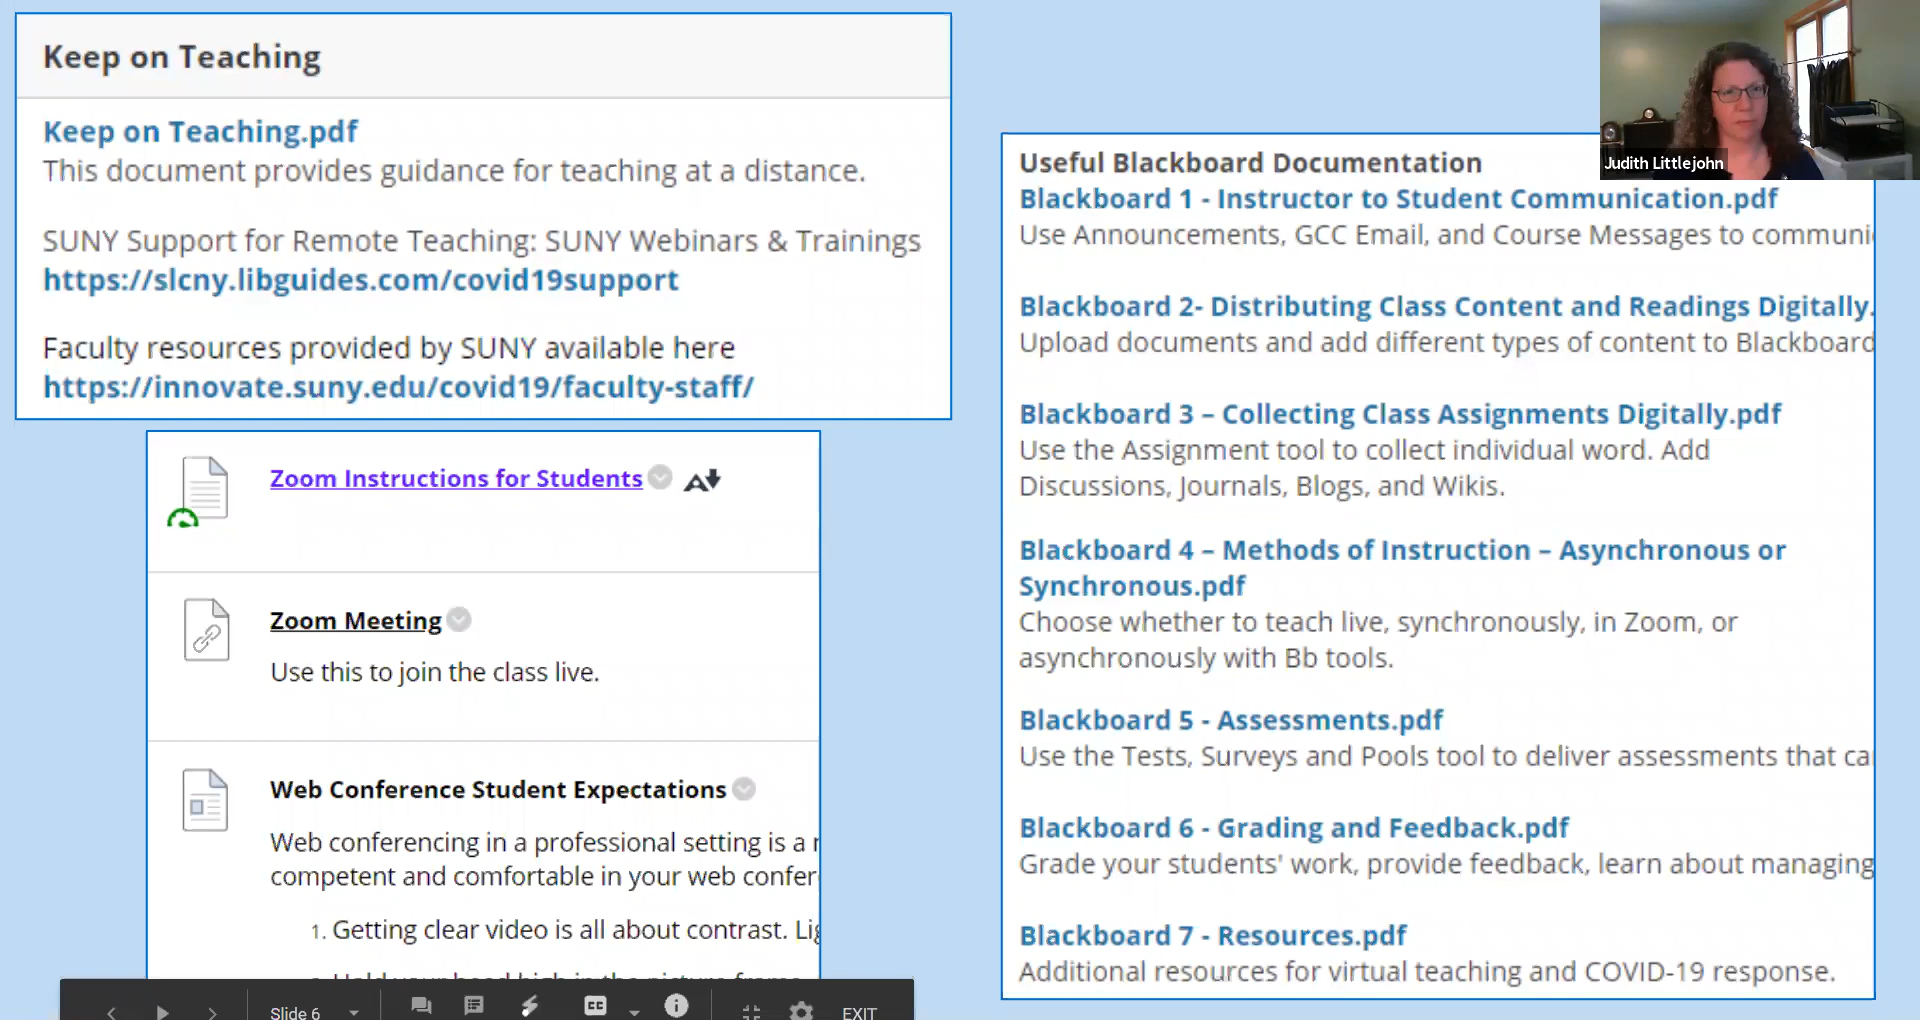 Keep on Teaching
Keep on Teaching.pdf
This document provides guidance for teaching at a distance.
SUNY Support for Remote Teaching: SUNY Webinars & Trainings
https://slcny.libguides.com/covid19support
Faculty resources provided by SUNY available here
https://innovate.suny.edu/covid19/faculty-staff/
Zoom Instructions for Students
Zoom Meeting
Use this to join the class live.
Web Conference Student Expectations
Web conferencing in a professional setting is a
competent and comfortable in your web confer
1. Getting clear video is all about contrast. Lig
Slide 6
CC
EXIT
Judith Littlejohn
Useful Blackboard Documentation
Blackboard 1 - Instructor to Student Communication.pdf
Use Announcements, GCC Email, and Course Messages to communi
Blackboard 2- Distributing Class Content and Readings Digitally.
Upload documents and add different types of content to Blackboard
Blackboard 3 – Collecting Class Assignments Digitally.pdf
Use the Assignment tool to collect individual word. Add
Discussions, Journals, Blogs, and Wikis.
Blackboard 4 – Methods of Instruction – Asynchronous or
Synchronous.pdf
Choose whether to teach live, synchronously, in Zoom, or
asynchronously with Bb tools.
Blackboard 5 - Assessments.pdf
Use the Tests, Surveys and Pools tool to deliver assessments that ca
Blackboard 6 - Grading and Feedback.pdf
Grade your students' work, provide feedback, learn about managing
Blackboard 7 - Resources.pdf
Additional resources for virtual teaching and COVID-19 response.